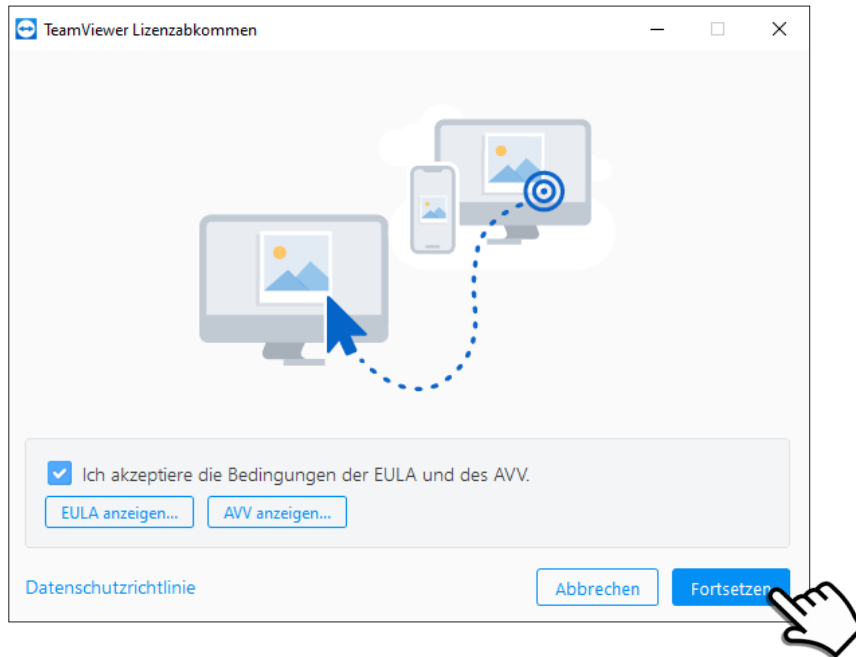 TeamViewer Lizenzabkommen
Ich akzeptiere die Bedingungen der EULA und des AVV.
EULA anzeigen... AVV anzeigen...
Datenschutzrichtlinie Abbrechen Fortsetzen